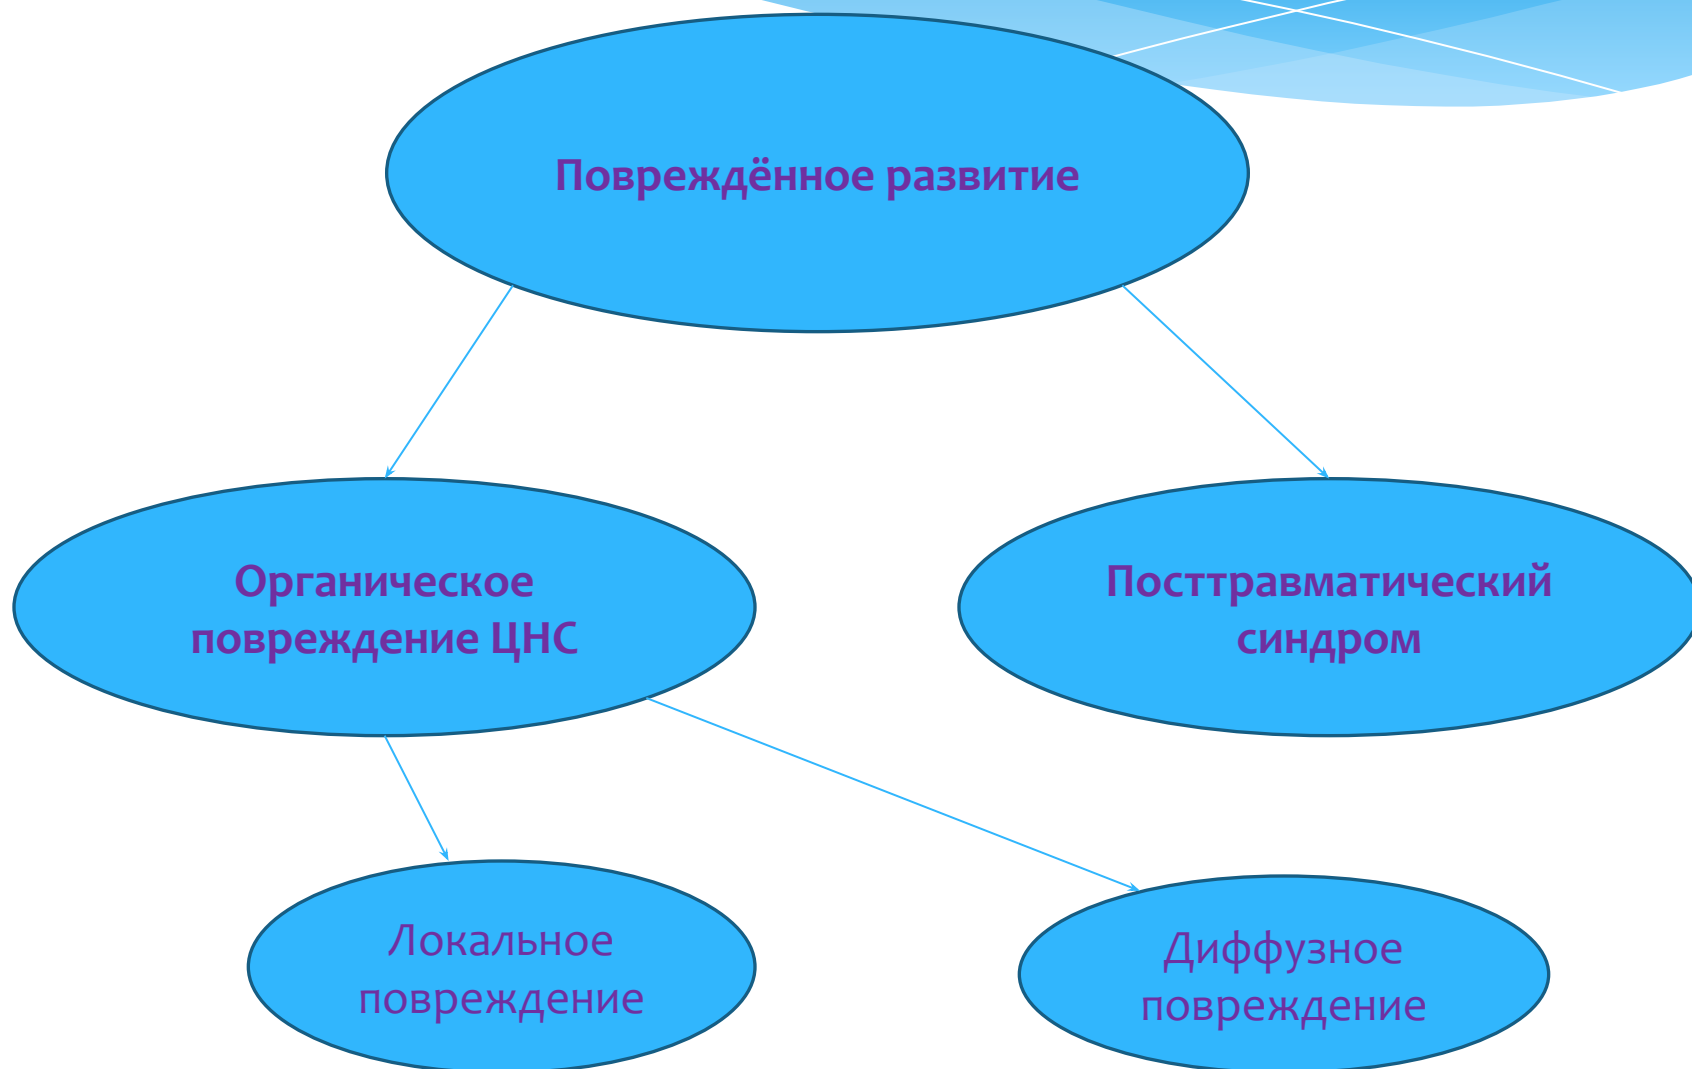 Повреждённое развитие
Органическое
повреждение ЦНС
Посттравматический
синдром
Локальное
повреждение
Диффузное
повреждение